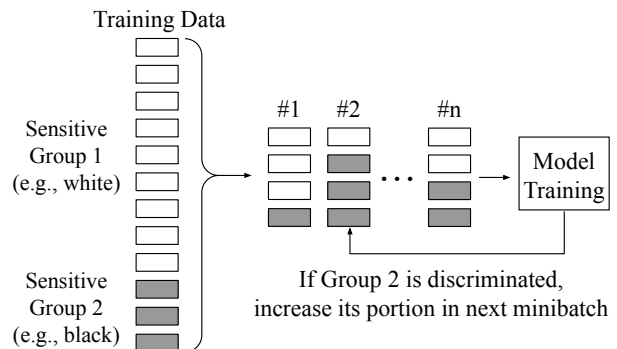 Training Data
Sensitive
Group 1
(e.g., white)
Sensitive
Group 2
(e.g., black)
#1 #2 #n
...
Model
Training
If Group 2 is discriminated,
increase its portion in next minibatch